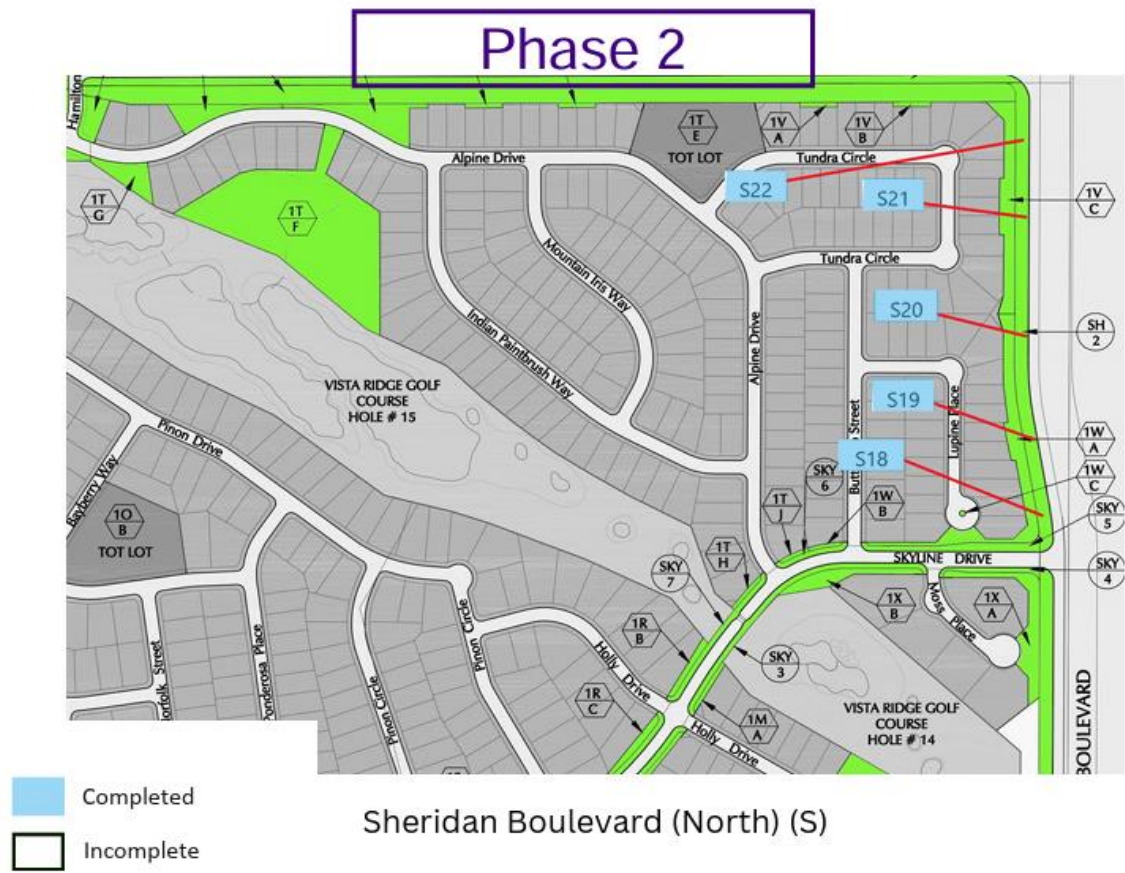 Phase 2
Hamilton
1T
E
TOT LOT
1V
A
1V
B
Alpine Drive
Tundra Circle
S22
S21
1V
C
1T
G
1T
F
Tundra Circle
Mountain Iris Way
S20
SH
2
Indian Paintbrush Way
Alpine Drive
VISTA RIDGE GOLF
COURSE
HOLE # 15
S19
Lupine Place
Street
1W
A
Pinon Drive
S18
1W
C
Bayberry Way
SKY
6
1W
B
1T
J
SKY
5
1O
B
TOT LOT
1T
H
SKYLINE DRIVE
SKY
4
SKY
7
1X
B
1X
A
Moss Place
1R
B
Pinon Circle
Holly Drive
SKY
3
Street
Ponderosa Place
Pinon Circle
1R
C
1M
A
Holly Drive
VISTA RIDGE GOLF
COURSE
HOLE # 14
BOULEVARD
Completed
Incomplete
Sheridan Boulevard (North) (S)